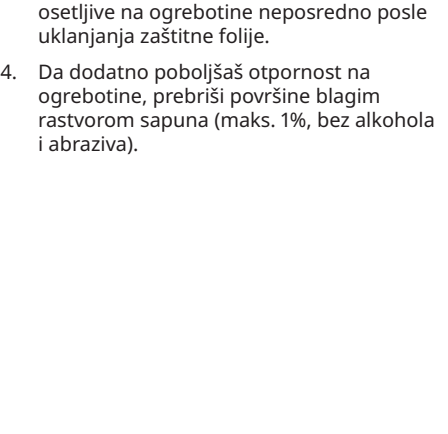 osetljive na ogrebotine neposredno posle
uklanjanja zaštitne folije.
4. Da dodatno poboljšaš otpornost na
ogrebotine, prebriši površine blagim
rastvorom sapuna (maks. 1%, bez alkohola
i abraziva).